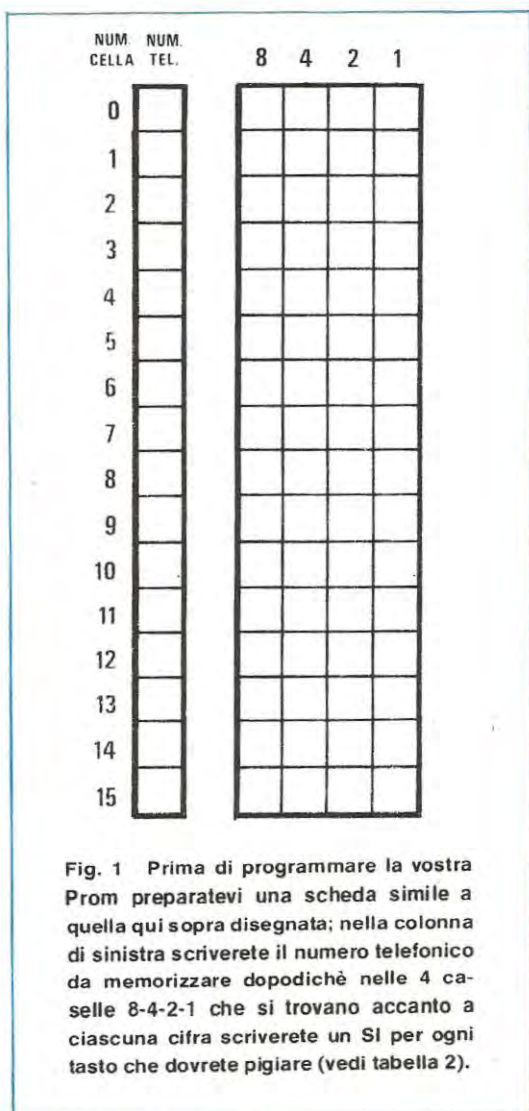 NUM. NUM.
CELLA TEL.
8 4 2 1
0
1
2
3
4
5
6
7
8
9
10
11
12
13
14
15
Fig. 1 Prima di programmare la vostra
Prom preparatevi una scheda simile a
quella qui sopra disegnata; nella colonna
di sinistra scriverete il numero telefonico
da memorizzare dopodichè nelle 4 ca-
selle 8-4-2-1 che si trovano accanto a
ciascuna cifra scriverete un SI per ogni
tasto che dovrete pigiare (vedi tabella 2).